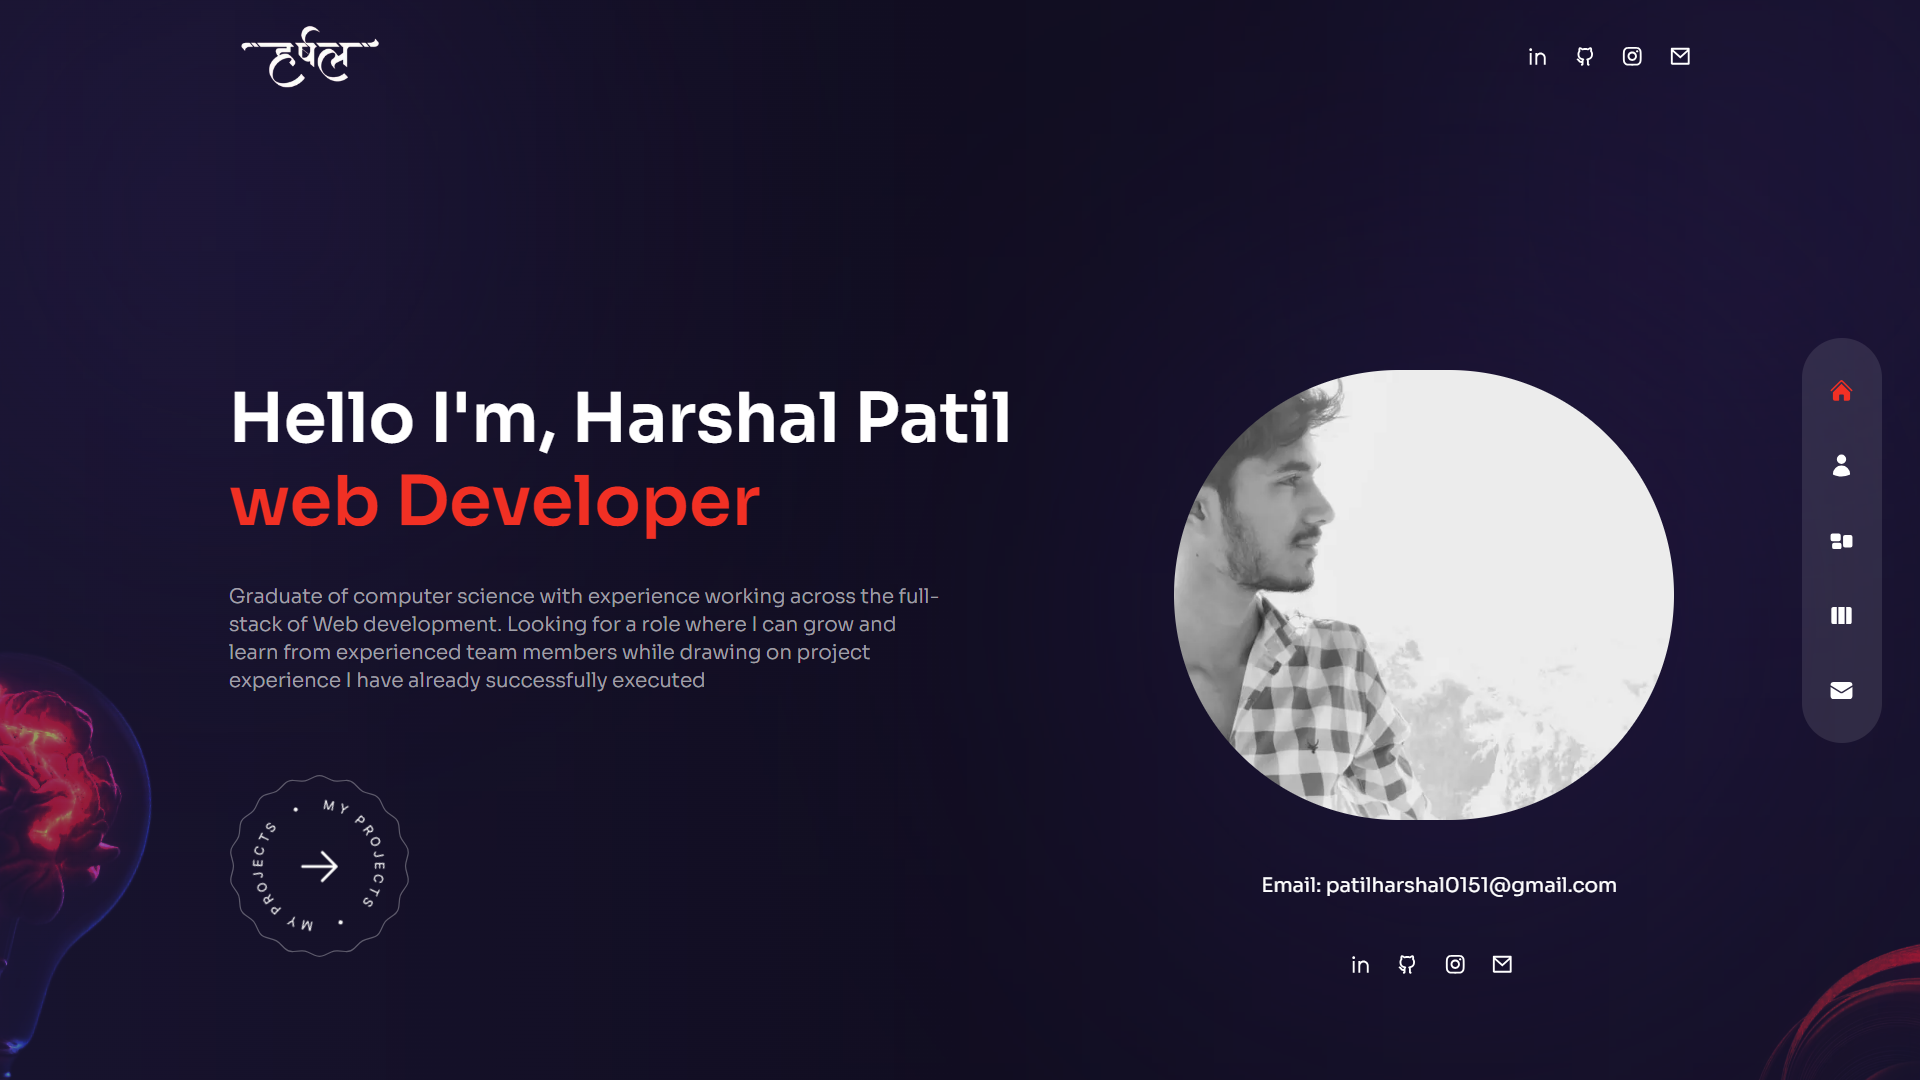 हर्षल
Hello I'm, Harshal Patil
web Developer
Graduate of computer science with experience working across the full-
stack of Web development. Looking for a role where I can grow and
learn from experienced team members while drawing on project
experience I have already successfully executed
MY PROJECTS • MY PROJECTS •
Email: patilharshal0151@gmail.com